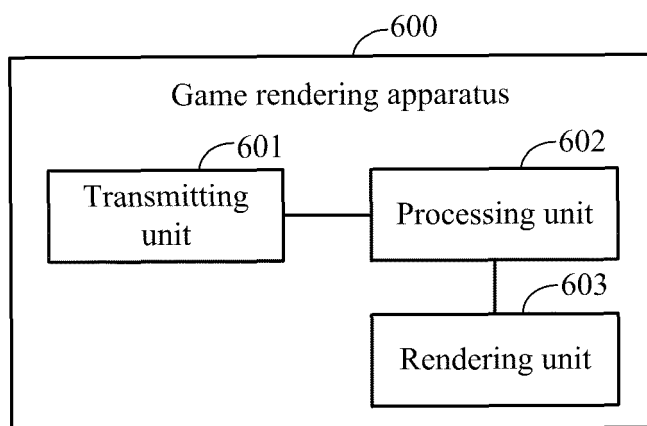 600
Game rendering apparatus
601
Transmitting
unit
602
Processing unit
603
Rendering unit